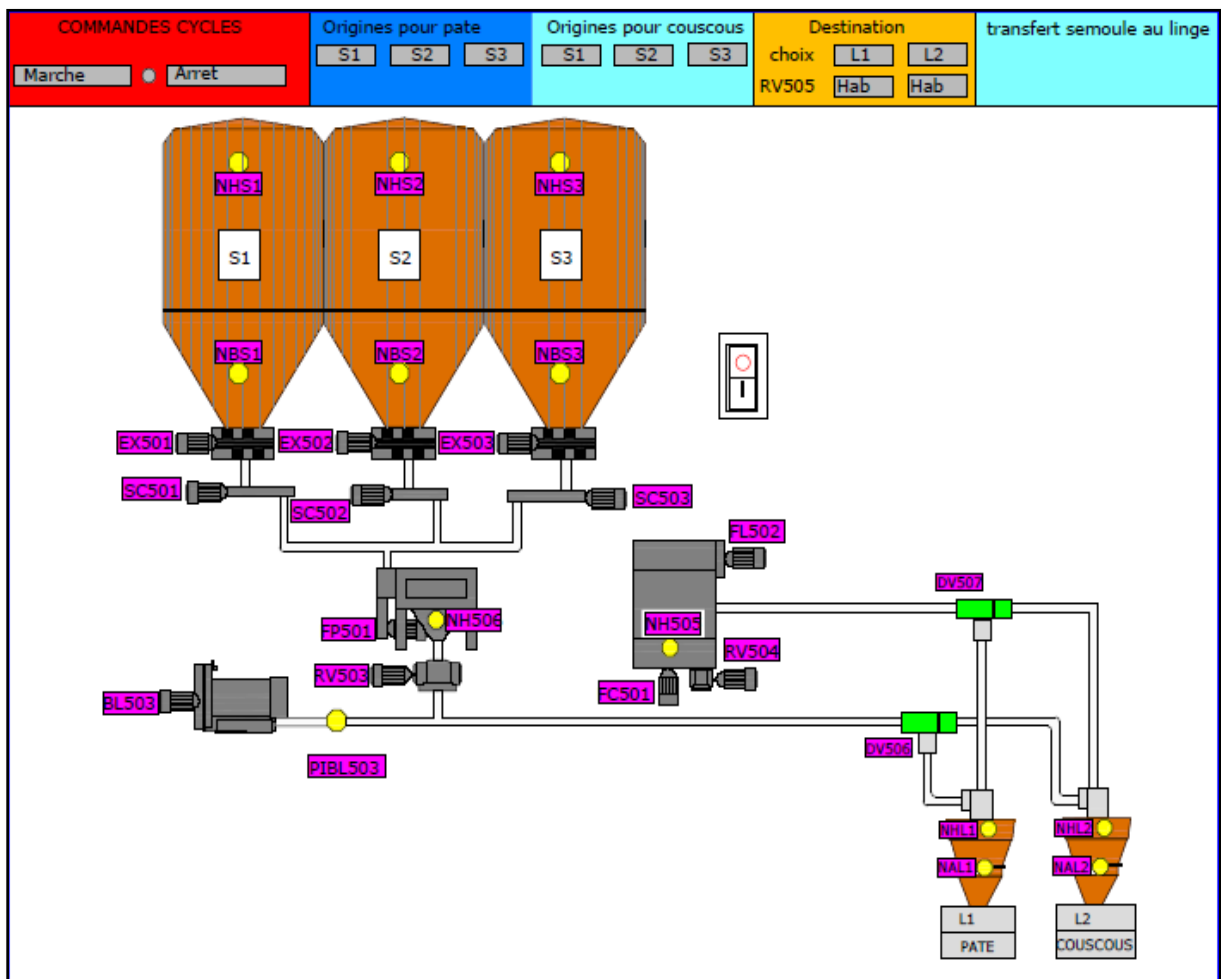 COMMANDES CYCLES
Marche
Arret
Origines pour pate
S1 S2 S3
Origines pour couscous
S1 S2 S3
Destination
choix L1 L2
RV505 Hab Hab
transfert semoule au linge
NHS1 NHS2 NHS3
S1 S2 S3
NBS1 NBS2 NBS3
EX501 EX502 EX503
SC501 SC502 SC503
FL502
DV507
FP501 NH506 NH505
RV503 RV504
BL503 FC501
DV506
PIBL503
NHL1 NHL2
NAL1 NAL2
L1 L2
PATE COUSCOUS